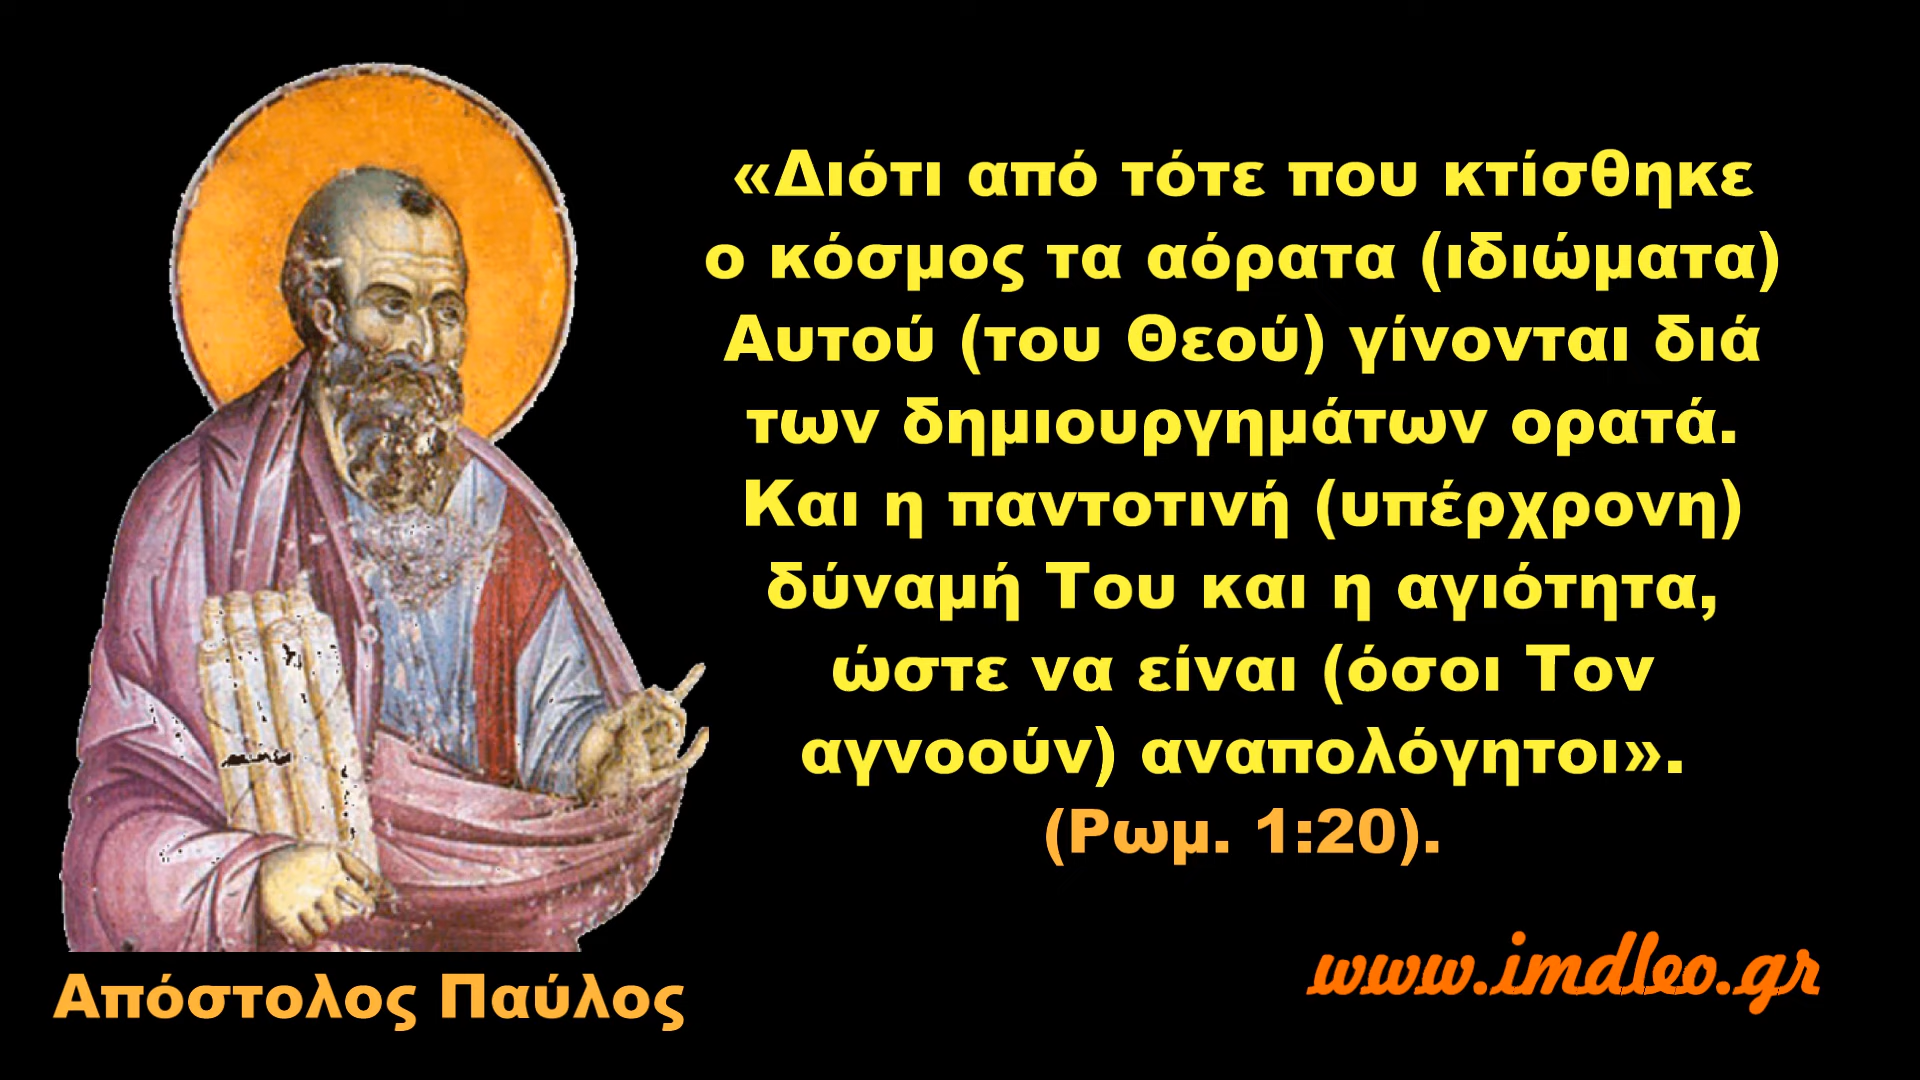 «Διότι από τότε που κτίσθηκε
ο κόσμος τα αόρατα (ιδιώματα)
Αυτού (του Θεού) γίνονται διά
των δημιουργημάτων ορατά.
Και η παντοτινή (υπέρχρονη)
δύναμή Του και η αγιότητα,
ώστε να είναι (όσοι Τον
αγνοούν) αναπολόγητοι».
(Ρωμ. 1:20).
www.imdleo.gr
Απόστολος Παύλος